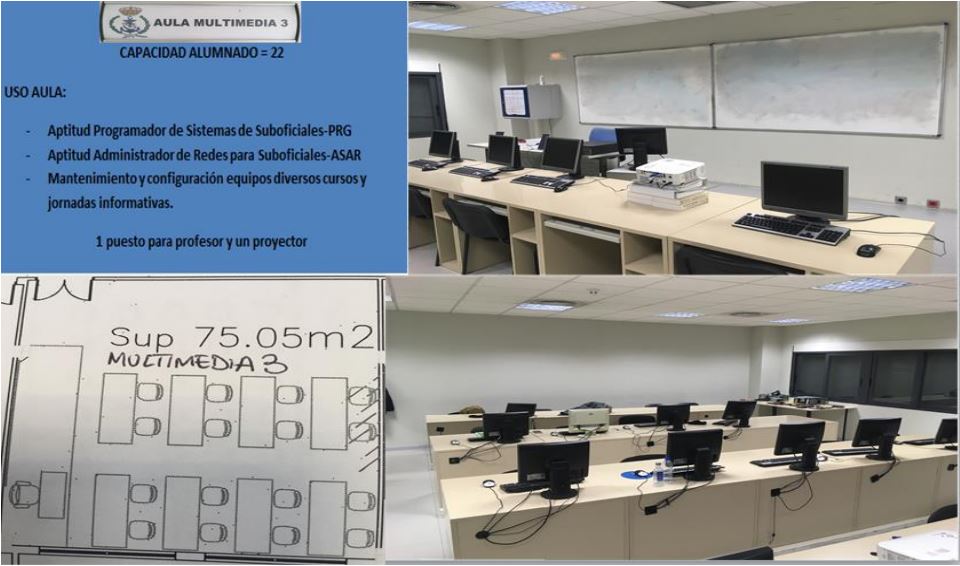 AULA MULTIMEDIA 3
CAPACIDAD ALUMNADO = 22
USO AULA:
- Aptitud Programador de Sistemas de Suboficiales-PRG
- Aptitud Administrador de Redes para Suboficiales-ASAR
- Mantenimiento y configuración equipos diversos cursos y
jornadas informativas.
1 puesto para profesor y un proyector
Sup 75.05m2
MULTIMEDIA 3